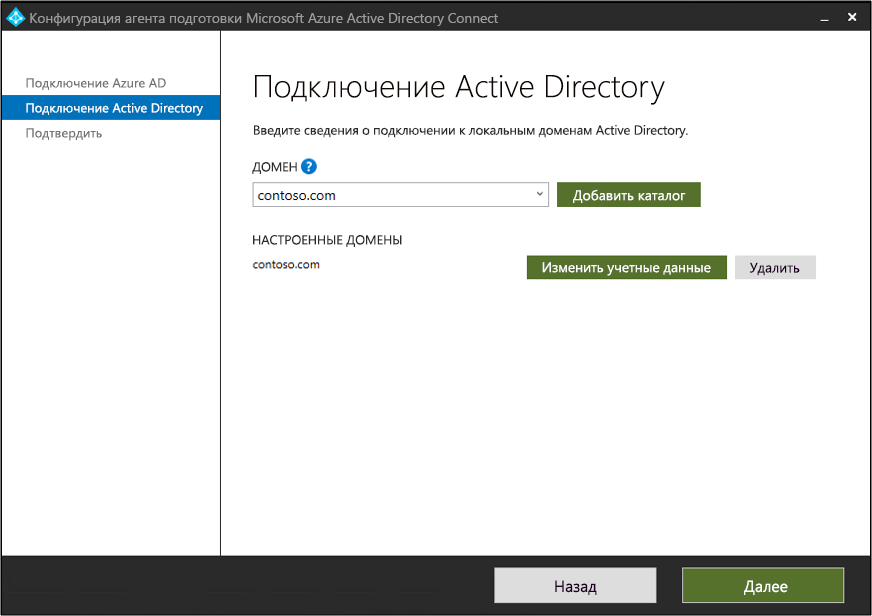 Конфигурация агента подготовки Microsoft Azure Active Directory Connect
Подключение Azure AD
Подключение Active Directory
Подтвердить
Подключение Active Directory
Введите сведения о подключении к локальным доменам Active Directory.
ДОМЕН ?
contoso.com Добавить каталог
НАСТРОЕННЫЕ ДОМЕНЫ
contoso.com Изменить учетные данные Удалить
Назад Далее